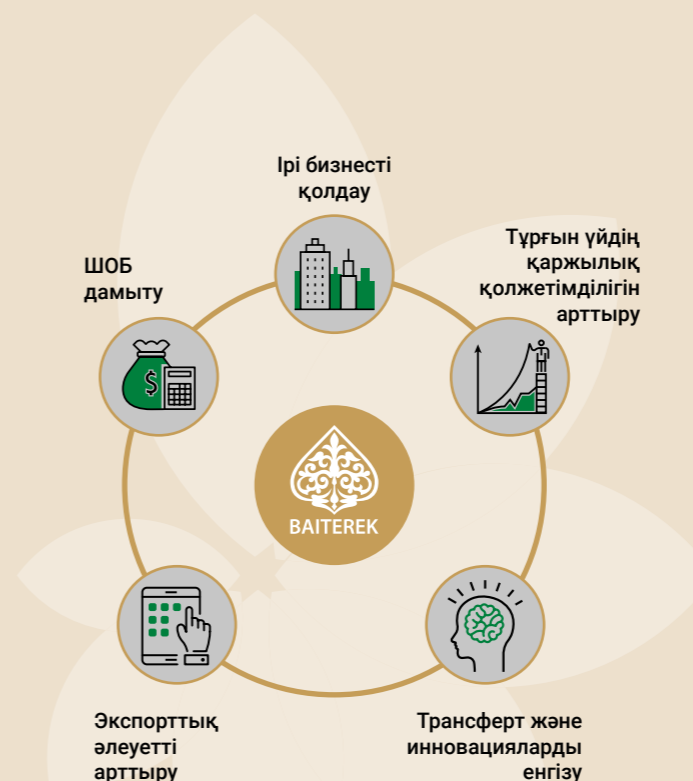 Ірі бизнесті
қолдау
Тұрғын үйдің
қаржылық
қолжетімділігін
арттыру
ШОБ
дамыту
$
BAITEREK
Экспорттық
әлеуетті
арттыру
Трансферт және
инновацияларды
енгізу